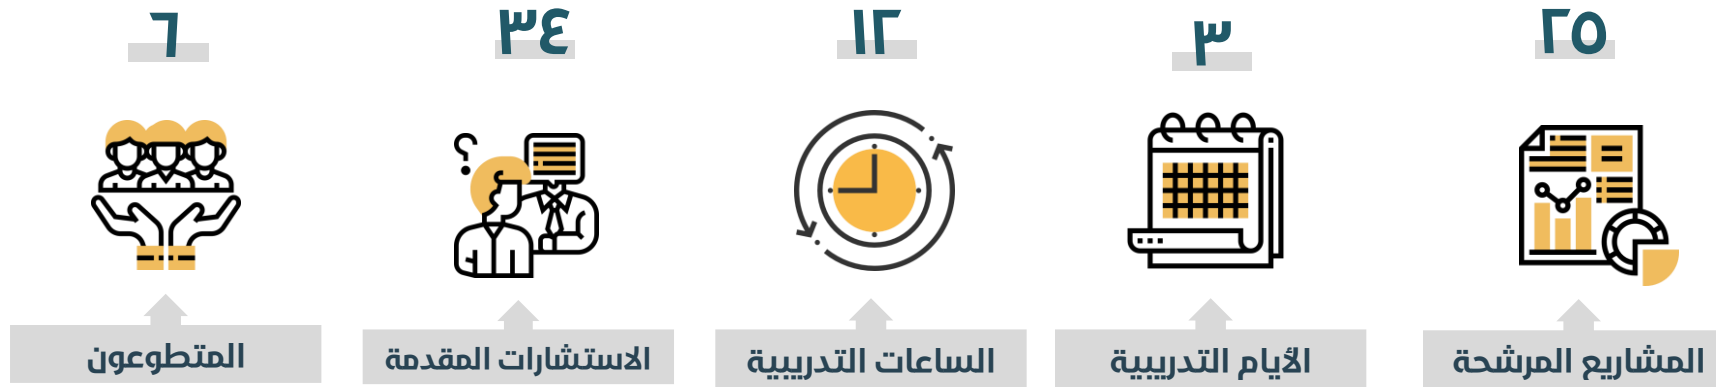 ٢٥
المشاريع المرشحة
٣
الأيام التدريبية
١٢
الساعات التدريبية
٣٤
الاستشارات المقدمة
٦
المتطوعون